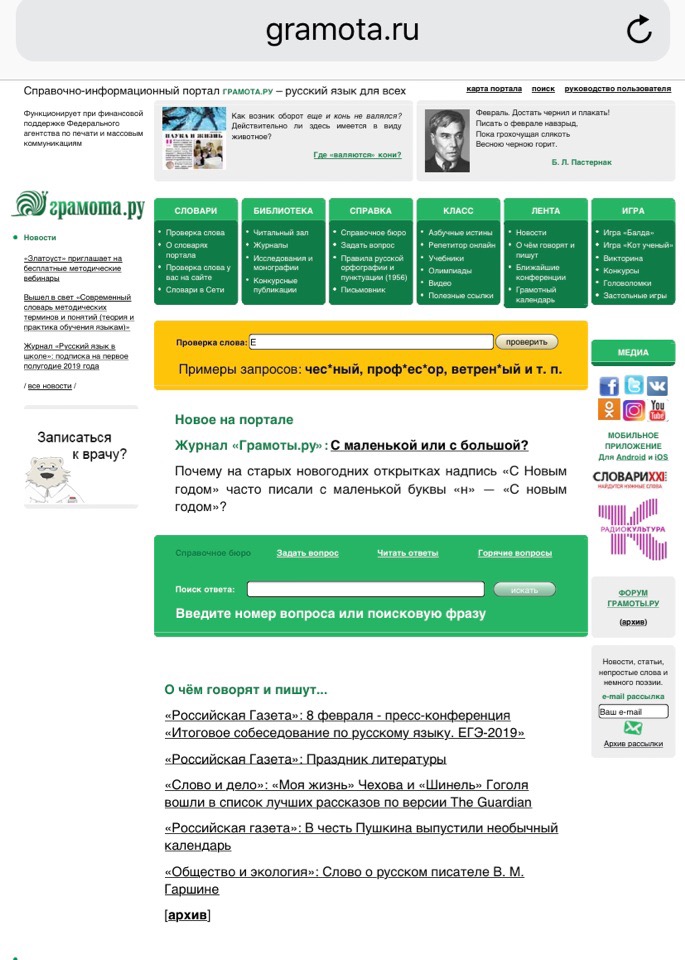 gramota.ru
Справочно-информационный портал ГРАМОТА.РУ – русский язык для всех
карта портала поиск руководство пользователя
Функционирует при финансовой
поддержке Федерального
агентства по печати и массовым
коммуникациям
НАУКА И ЖИЗНЬ
Как возник оборот еще и конь не валялся?
Действительно ли здесь имеется в виду
животное?
Где «валяются» кони?
Февраль. Достать чернил и плакать!
Писать о феврале навзрыд,
Пока грохочущая слякоть
Весною черною горит.
Б. Л. Пастернак
грамота.ру
Новости
«Златоуст» приглашает на
бесплатные методические
вебинары
Вышел в свет «Современный
словарь методических
терминов и понятий (теория и
практика обучения языкам)»
Журнал «Русский язык в
школе»: подписка на первое
полугодие 2019 года
/ все новости /
Записаться
к врачу?
СЛОВАРИ
Проверка слова
О словарях
портала
Проверка слова у
вас на сайте
Словари в Сети
БИБЛИОТЕКА
Читальный зал
Журналы
Исследования и
монографии
Конкурсные
публикации
СПРАВКА
Справочное бюро
Задать вопрос
Правила русской
орфографии и
пунктуации (1956)
Письмовник
КЛАСС
Азбучные истины
Репетитор онлайн
Учебники
Олимпиады
Видео
Полезные ссылки
ЛЕНТА
Новости
О чём говорят и
пишут
Ближайшие
конференции
Грамотный
календарь
ИГРА
Игра «Балда»
Игра «Кот ученый»
Викторина
Конкурсы
Головоломки
Застольные игры
Проверка слова: Е проверить
Примеры запросов: чес*ный, проф*ес*ор, ветрен*ый и т. п.
Новое на портале
Журнал «Грамоты.ру»: С маленькой или с большой?
Почему на старых новогодних открытках надпись «С Новым
годом» часто писали с маленькой буквы «н» — «С новым
годом»?
Справочное бюро Задать вопрос Читать ответы Горячие вопросы
Поиск ответа: искать
Введите номер вопроса или поисковую фразу
О чём говорят и пишут...
«Российская Газета»: 8 февраля - пресс-конференция
«Итоговое собеседование по русскому языку. ЕГЭ-2019»
«Российская Газета»: Праздник литературы
«Слово и дело»: «Моя жизнь» Чехова и «Шинель» Гоголя
вошли в список лучших рассказов по версии The Guardian
«Российская газета»: В честь Пушкина выпустили необычный
календарь
«Общество и экология»: Слово о русском писателе В. М.
Гаршине
[архив]
МЕДИА
You
Tube
МОБИЛЬНОЕ
ПРИЛОЖЕНИЕ
Для Android и iOS
СЛОВАРИXXI
НАЙДУТСЯ НУЖНЫЕ СЛОВА
РАДИОКУЛЬТУРА
ФОРУМ
ГРАМОТЫ.РУ
(архив)
Новости, статьи,
непростые слова и
немного поэзии.
e-mail рассылка
Ваш e-mail
Архив рассылки